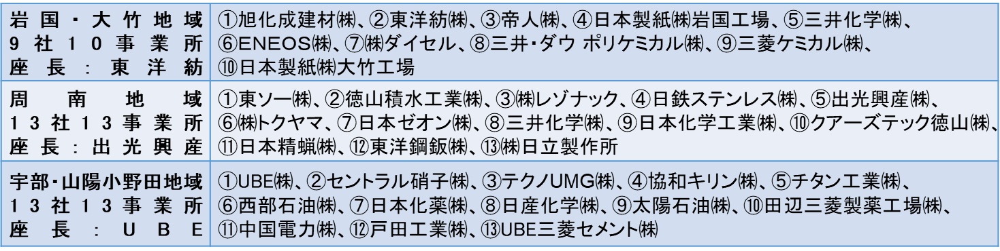 岩国・大竹地域
9社10事業所
座長:東洋紡
①旭化成建材㈱、②東洋紡㈱、③帝人㈱、④日本製紙㈱岩国工場、⑤三井化学㈱、
⑥ENEOS㈱、⑦㈱ダイセル、⑧三井・ダウ ポリケミカル㈱、⑨三菱ケミカル㈱、
⑩日本製紙㈱大竹工場
周南地域
13社13事業所
座長:出光興産
①東ソー㈱、②徳山積水工業㈱、③㈱レゾナック、④日鉄ステンレス㈱、⑤出光興産㈱、
⑥㈱トクヤマ、⑦日本ゼオン㈱、⑧三井化学㈱、⑨日本化学工業㈱、⑩クアーズテック徳山㈱、
⑪日本精蝋㈱、⑫東洋鋼鈑㈱、⑬㈱日立製作所
宇部・山陽小野田地域
13社13事業所
座長:UBE
①UBE㈱、②セントラル硝子㈱、③テクノUMG㈱、④協和キリン㈱、⑤チタン工業㈱、
⑥西部石油㈱、⑦日本化薬㈱、⑧日産化学㈱、⑨太陽石油㈱、⑩田辺三菱製薬工場㈱、
⑪中国電力㈱、⑫戸田工業㈱、⑬UBE三菱セメント㈱